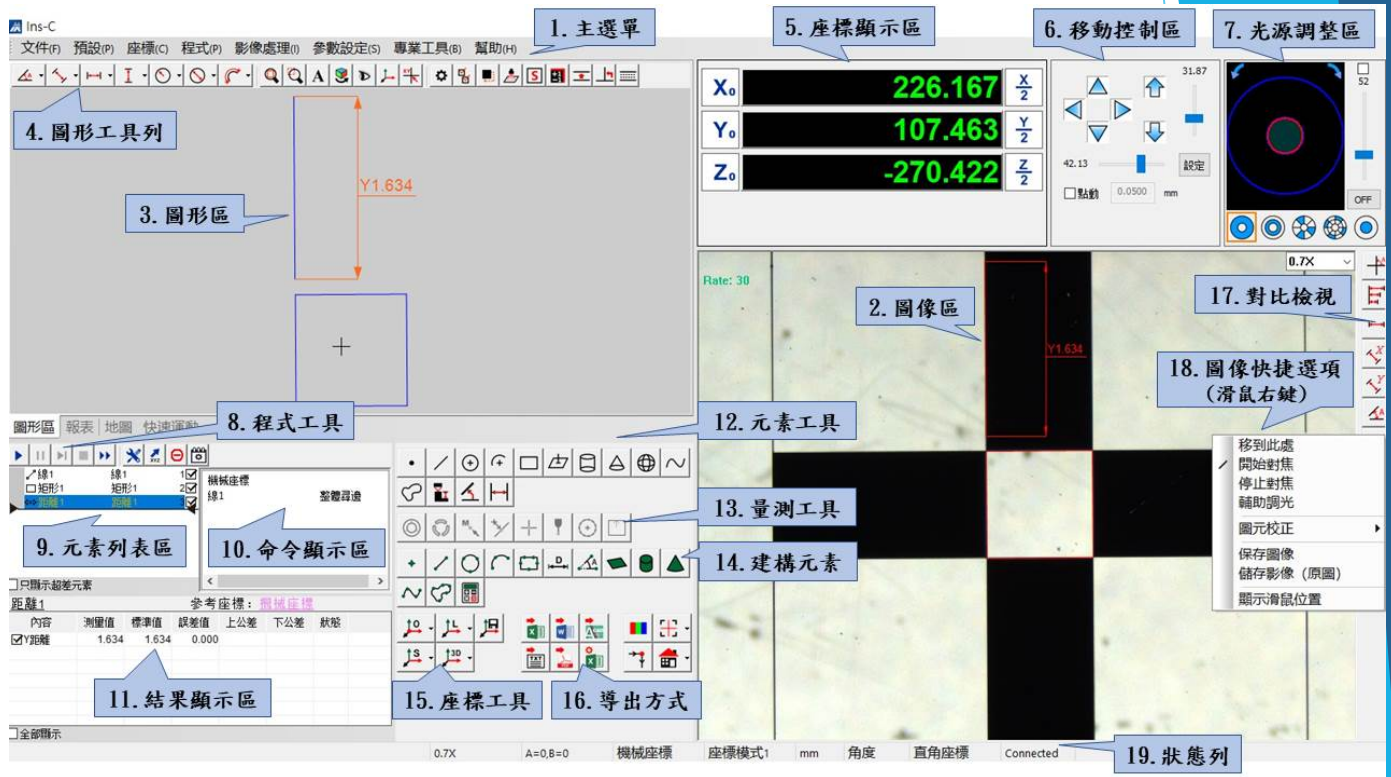 Ins-C
1.主選單
文件(F) 預設(P) 座標(C) 程式(P) 影像處理(I) 參數設定(S) 專業工具(B) 幫助(H)
4.圖形工具列
3.圖形區
Y1.634
5.座標顯示區
X₀ 226.167 X/2
Y₀ 107.463 Y/2
Z₀ -270.422 Z/2
6.移動控制區
31.87
42.13
設定
點動 0.0500 mm
7.光源調整區
52
OFF
Rate: 30
0.7X
2.圖像區
Y1.634
17.對比檢視
18.圖像快捷選項
(滑鼠右鍵)
移到此處
開始對焦
停止對焦
輔助調光
圖元校正
保存圖像
儲存影像（原圖）
顯示滑鼠位置
圖形區 報表 地圖 快速運動
8.程式工具
線1 線1 1
矩形1 矩形1 2
距離1 距離1 3
9.元素列表區
只顯示超差元素
機械座標
線1 整體尋邊
10.命令顯示區
距離1 參考座標：機械座標
內容 測量值 標準值 誤差值 上公差 下公差 狀態
Y距離 1.634 1.634 0.000
11.結果顯示區
全部顯示
12.元素工具
13.量測工具
14.建構元素
15.座標工具
16.導出方式
0.7X A=0,B=0 機械座標 座標模式1 mm 角度 直角座標 Connected
19.狀態列